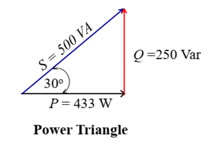 S = 500 VA
Q =250 Var
30°
P = 433 W
Power Triangle